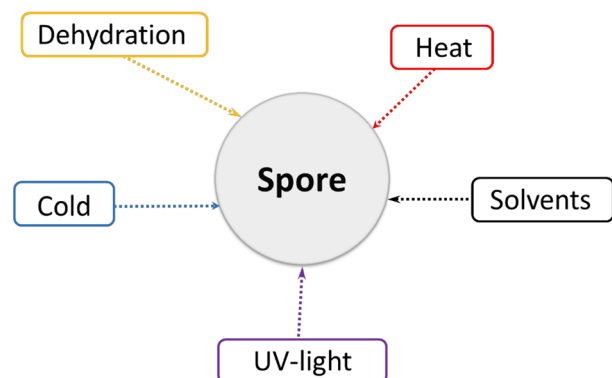 Dehydration
Heat
Spore
Cold
Solvents
UV-light